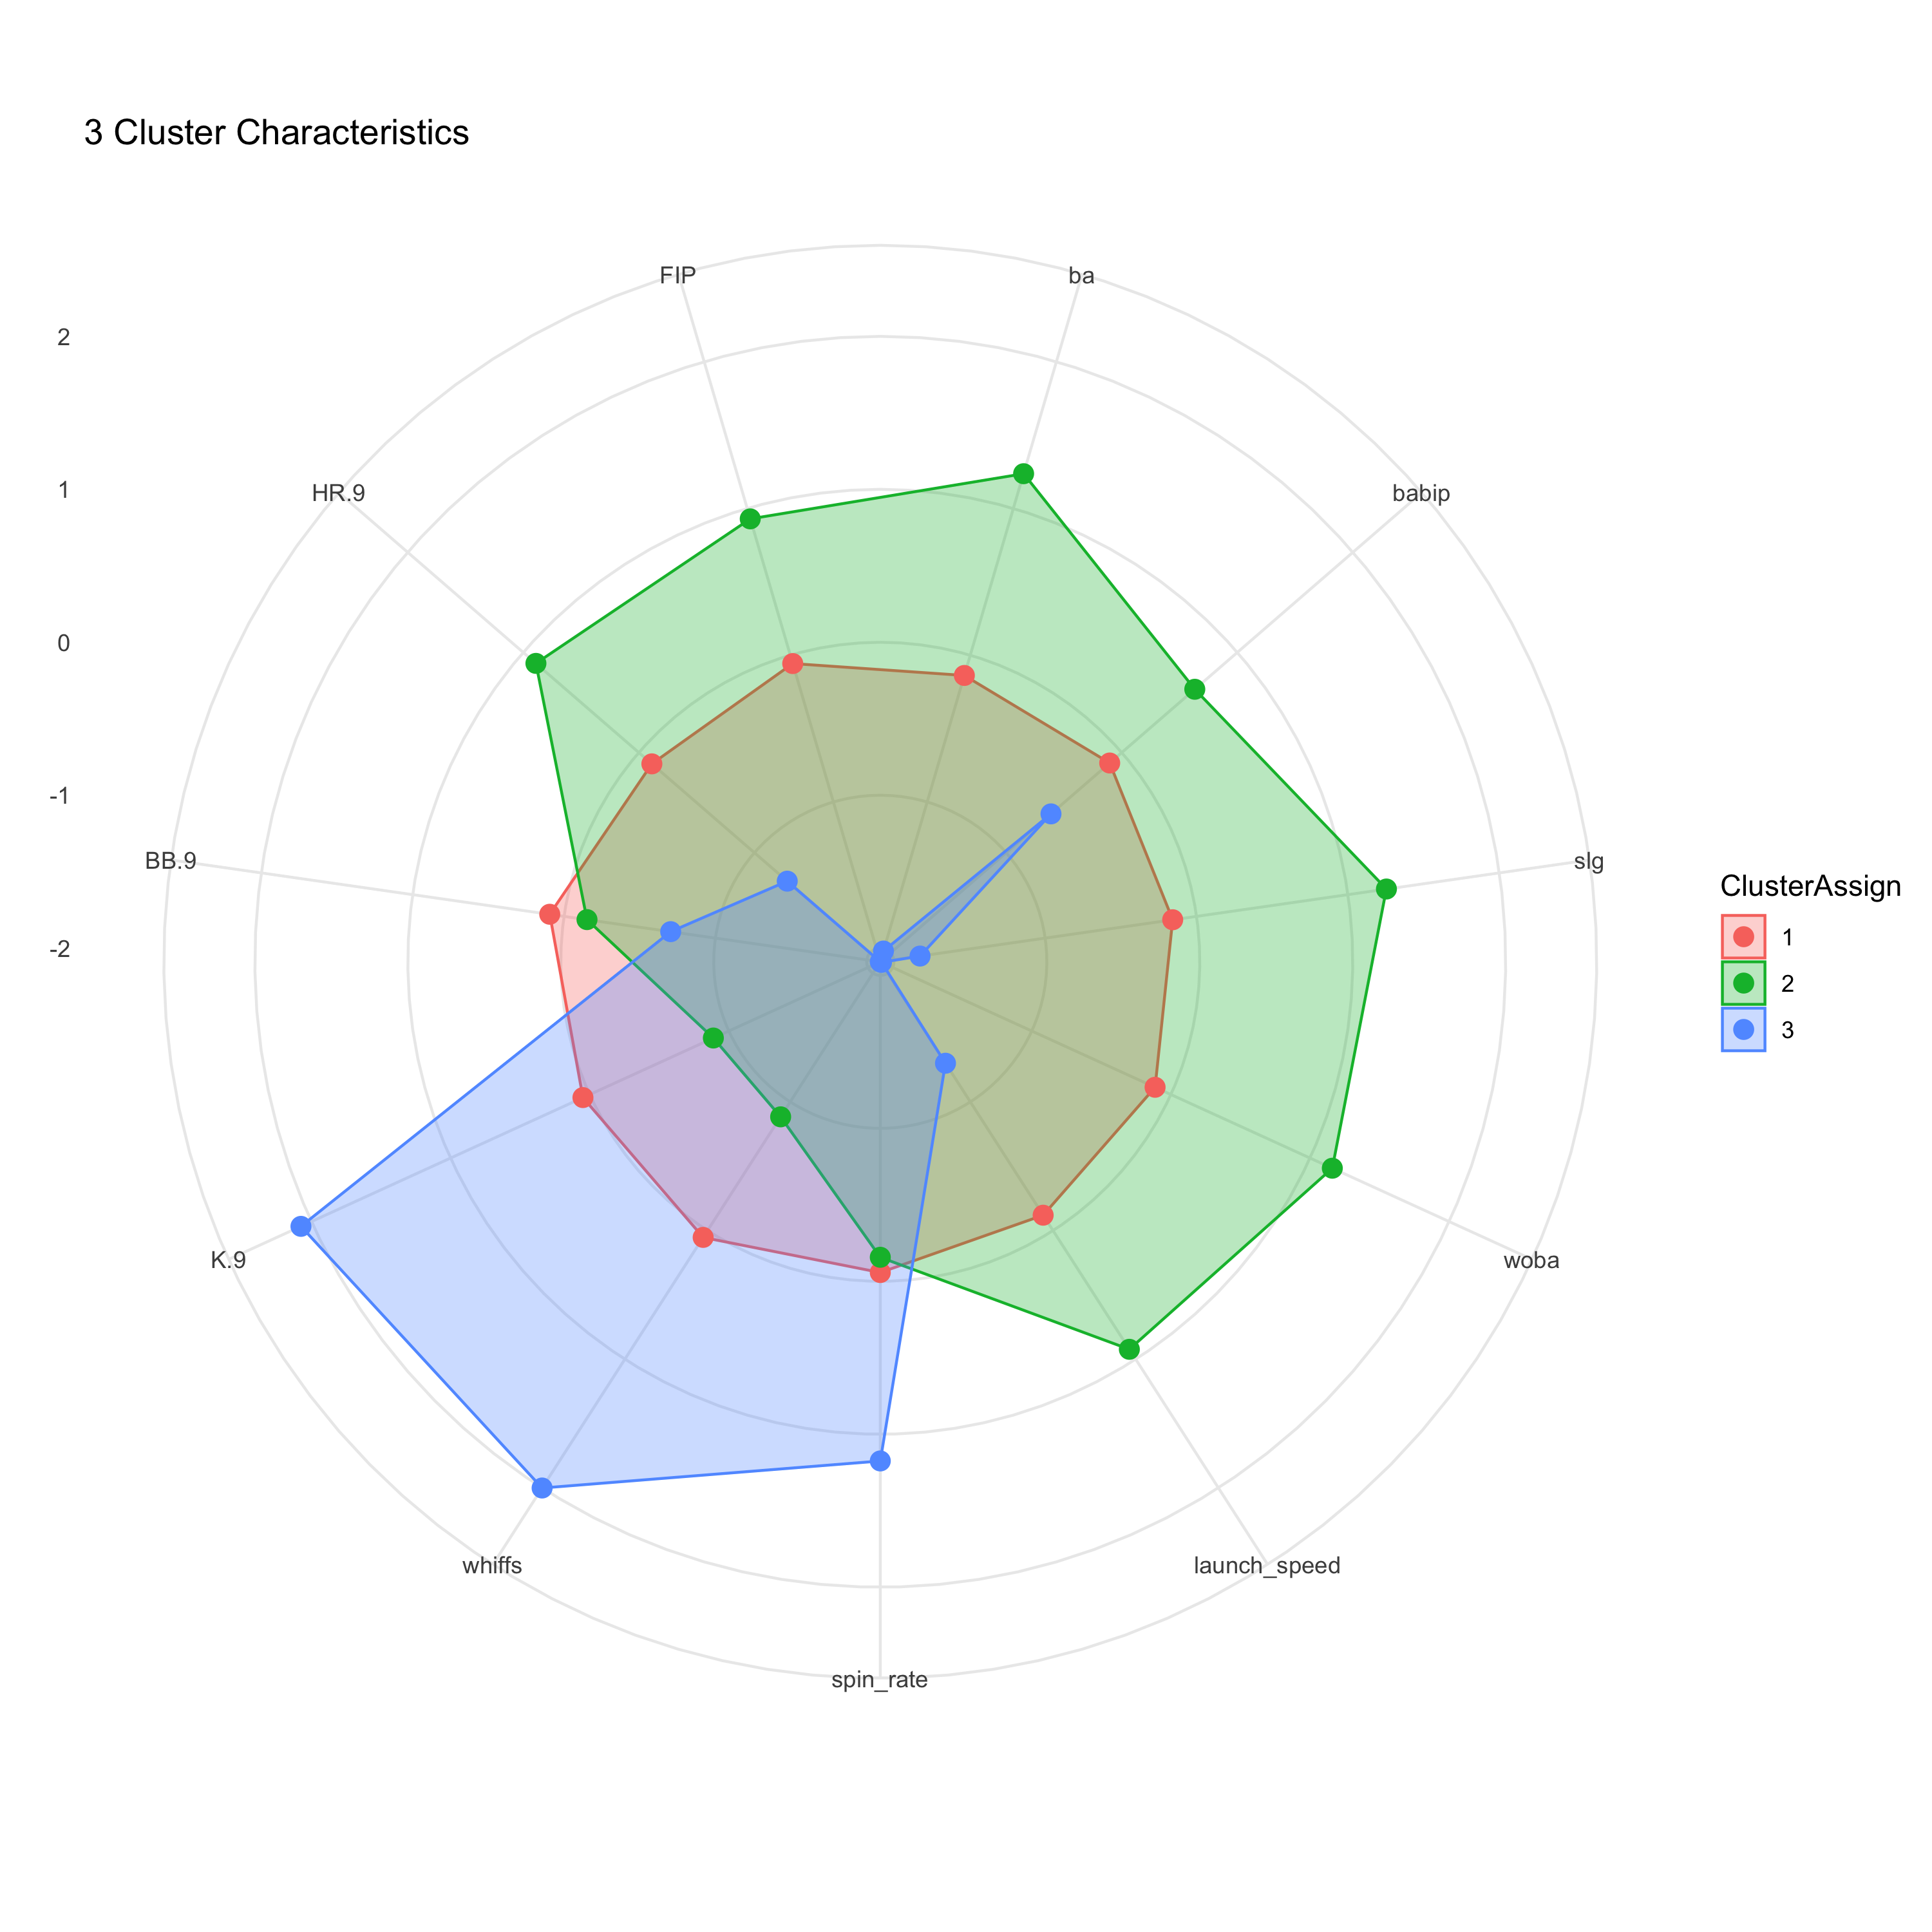 3 Cluster Characteristics
FIP
ba
2
HR.9
1
babip
0
-1
BB.9
slg
ClusterAssign
1
-2
2
3
K.9
woba
whiffs
launch_speed
spin_rate